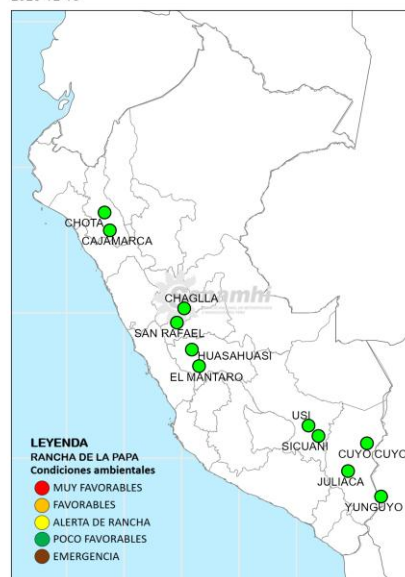 CHOTA
CAJAMARCA
Senamhi
CHAGLLA
SAN RAFAEL
HUASAHUASI
EL MANTARO
USI
SICUANI
CUYO CUYO
JULIACA
YUNGUYO
LEYENDA
RANCHA DE LA PAPA
Condiciones ambientales
MUY FAVORABLES
FAVORABLES
ALERTA DE RANCHA
POCO FAVORABLES
EMERGENCIA